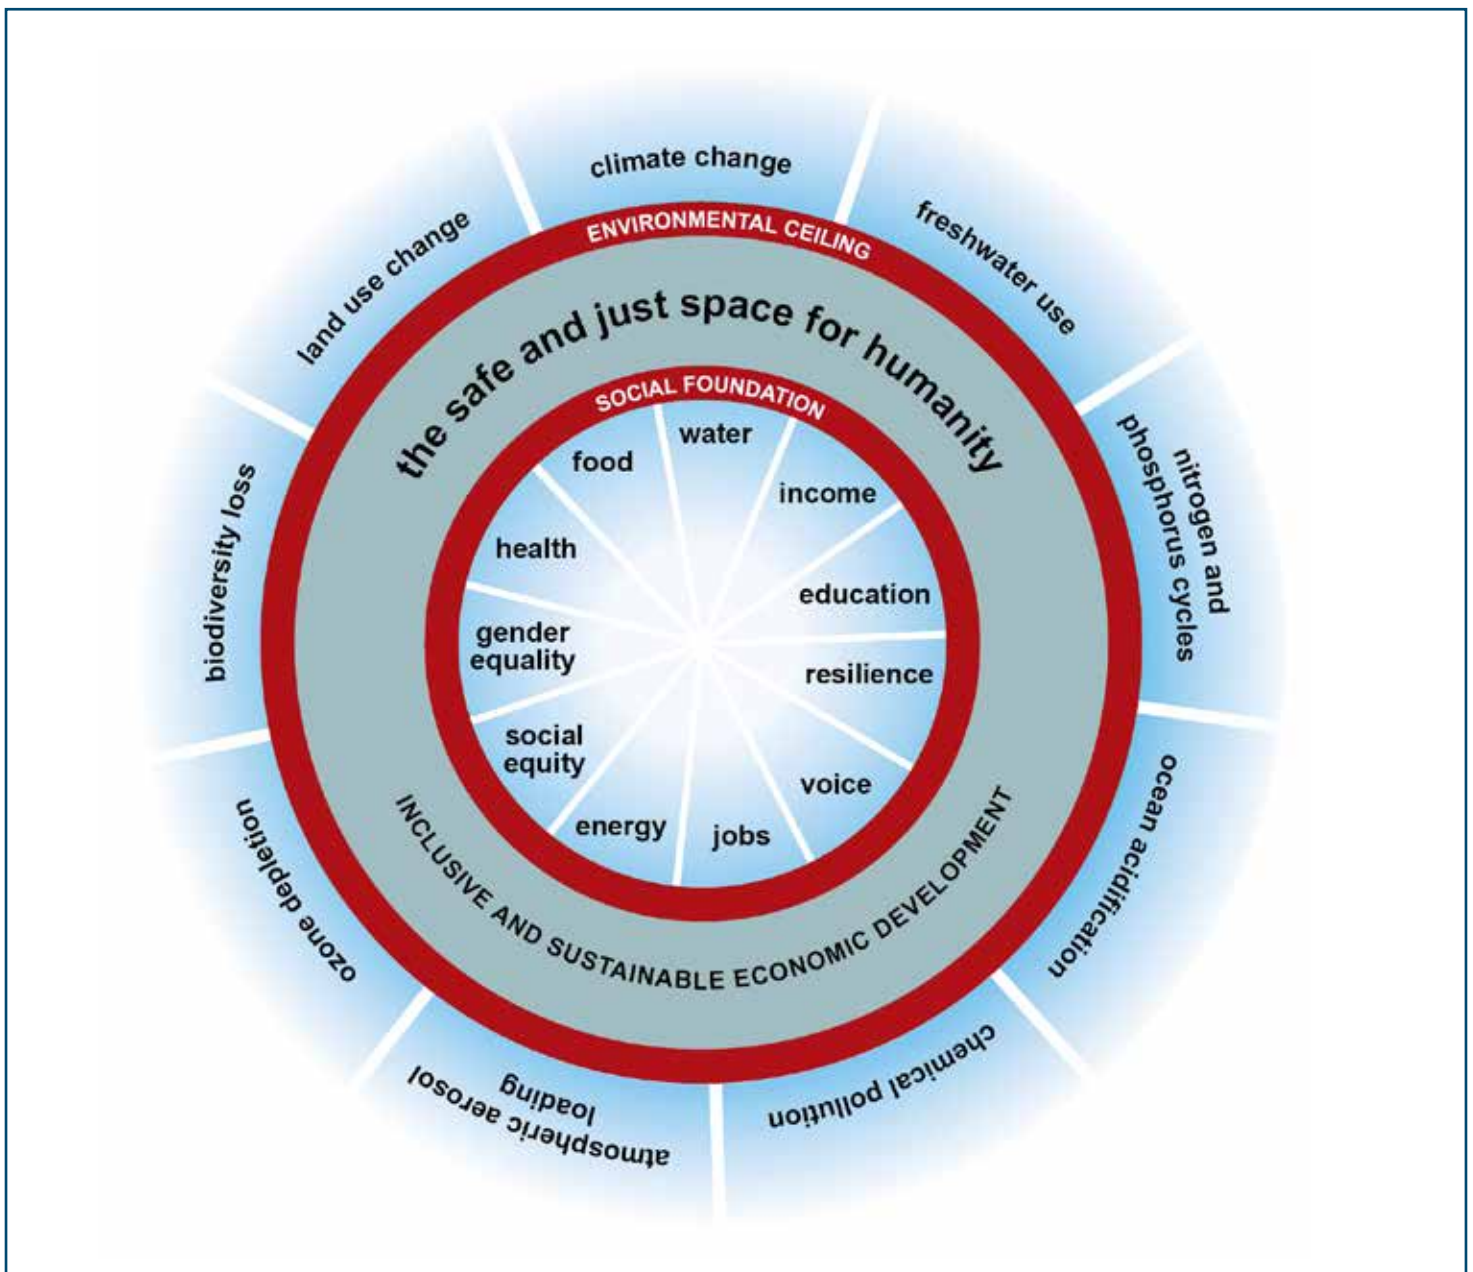 climate change
freshwater use
nitrogen and
phosphorus cycles
ocean acidification
chemical pollution
atmospheric aerosol
loading
ozone depletion
biodiversity loss
land use change
ENVIRONMENTAL CEILING
the safe and just space for humanity
SOCIAL FOUNDATION
water
income
education
resilience
voice
jobs
energy
social
equity
gender
equality
health
food
INCLUSIVE AND SUSTAINABLE ECONOMIC DEVELOPMENT